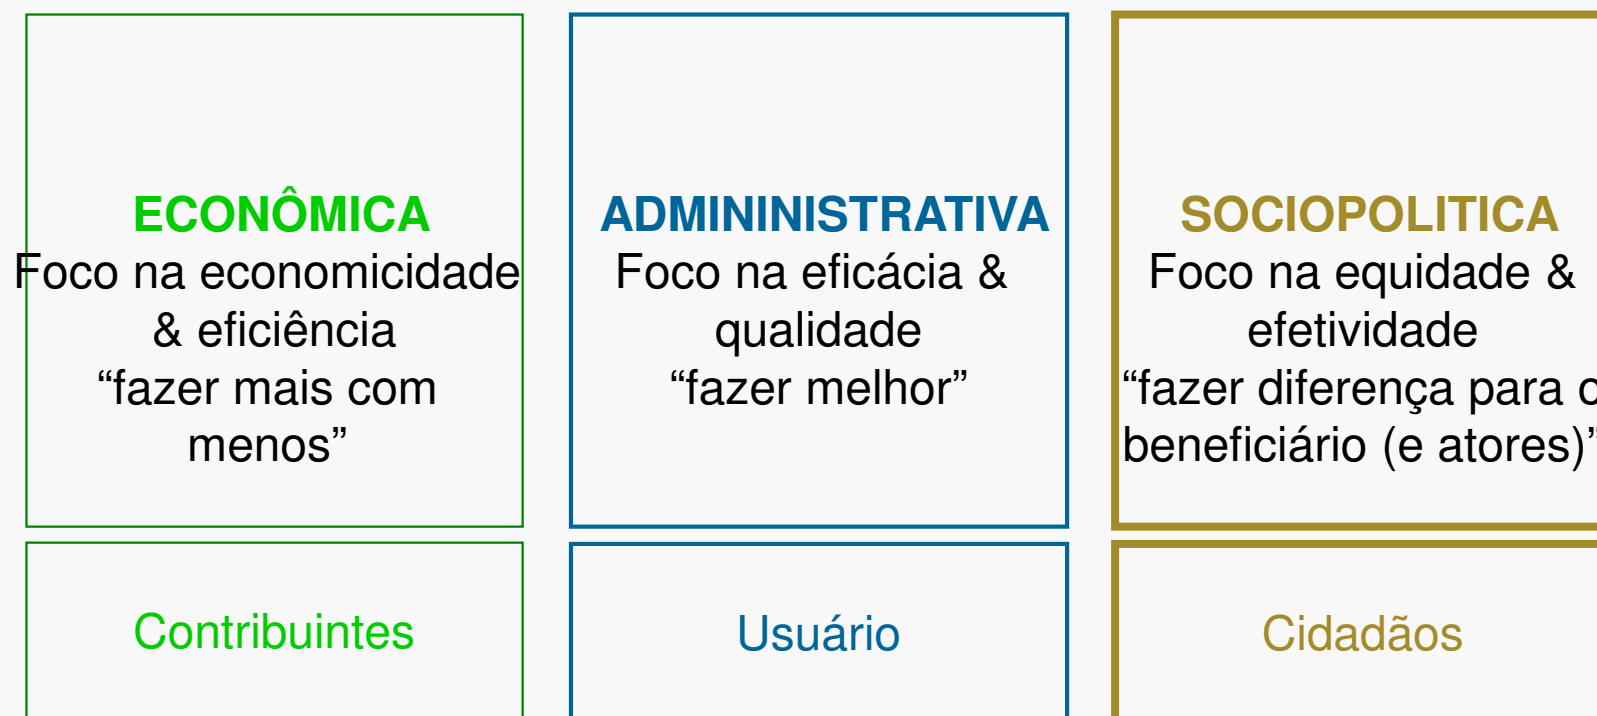 ECONÔMICA
Foco na economicidade
& eficiência
“fazer mais com
menos”
ADMININISTRATIVA
Foco na eficácia &
qualidade
“fazer melhor”
SOCIOPOLITICA
Foco na equidade &
efetividade
“fazer diferença para
beneficiário (e atores)”
Contribuintes
Usuário
Cidadãos